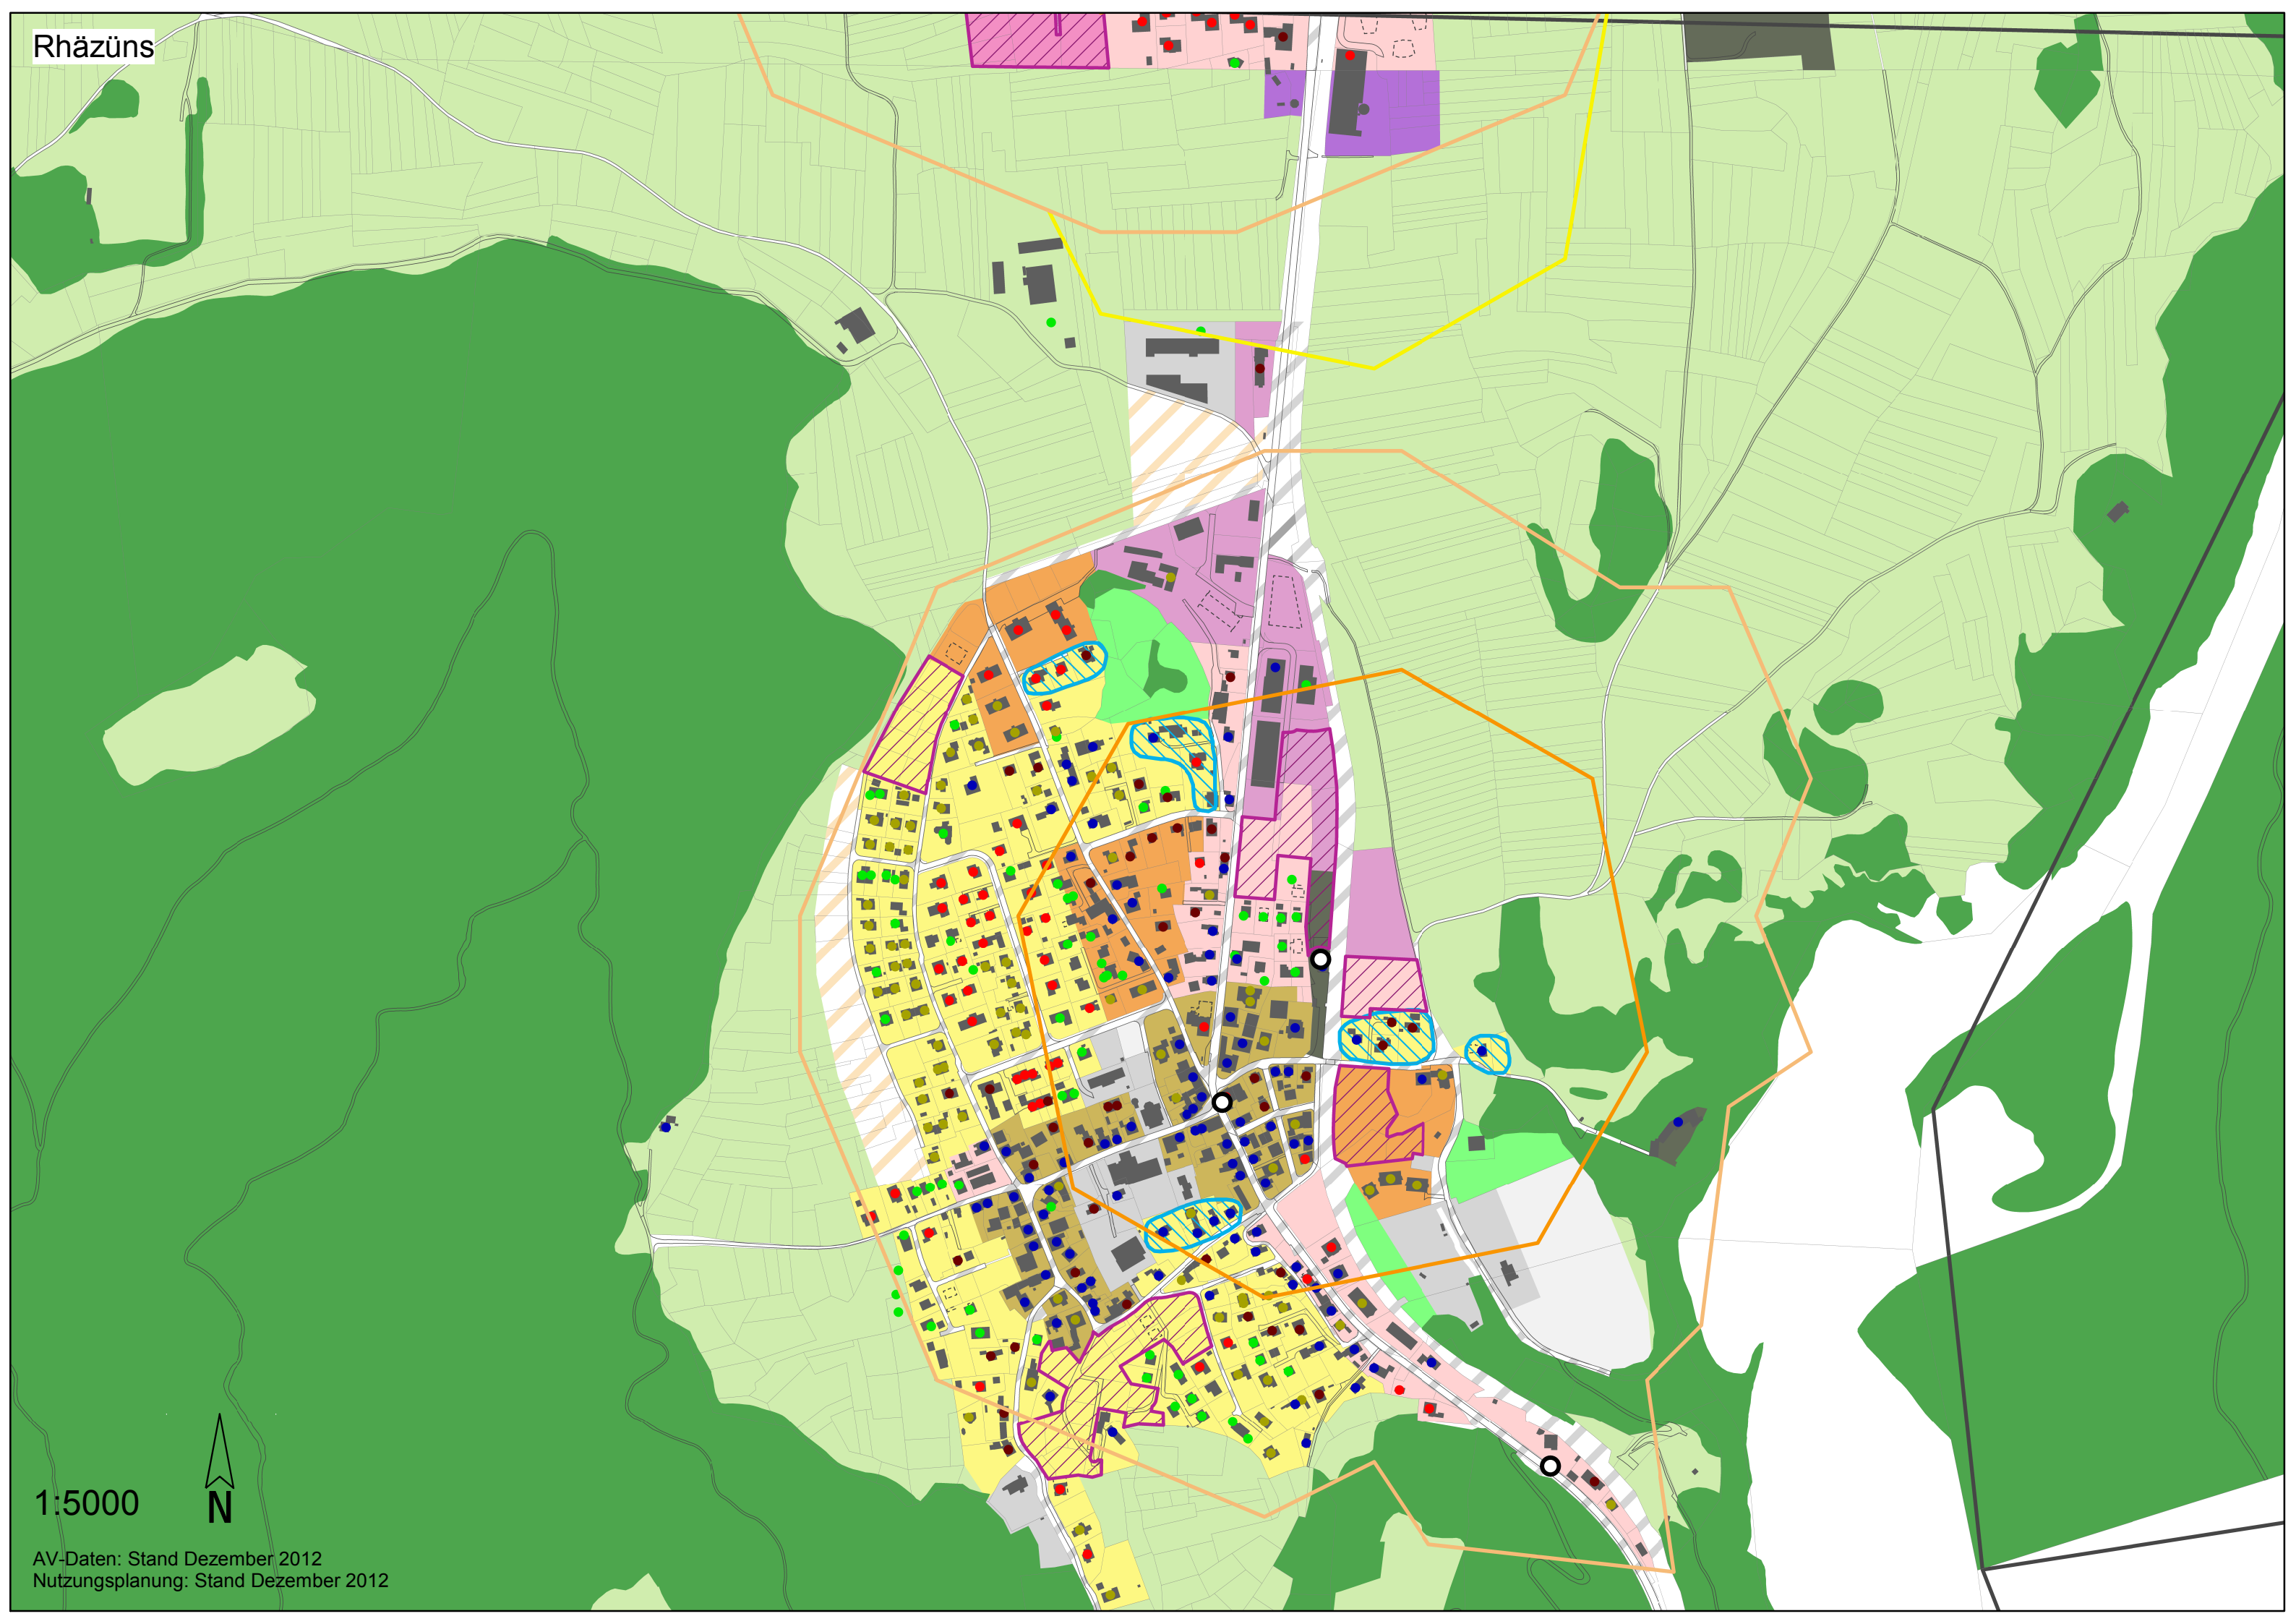 Rhäzüns
1:5000
N
AV-Daten: Stand Dezember 2012
Nutzungsplanung: Stand Dezember 2012